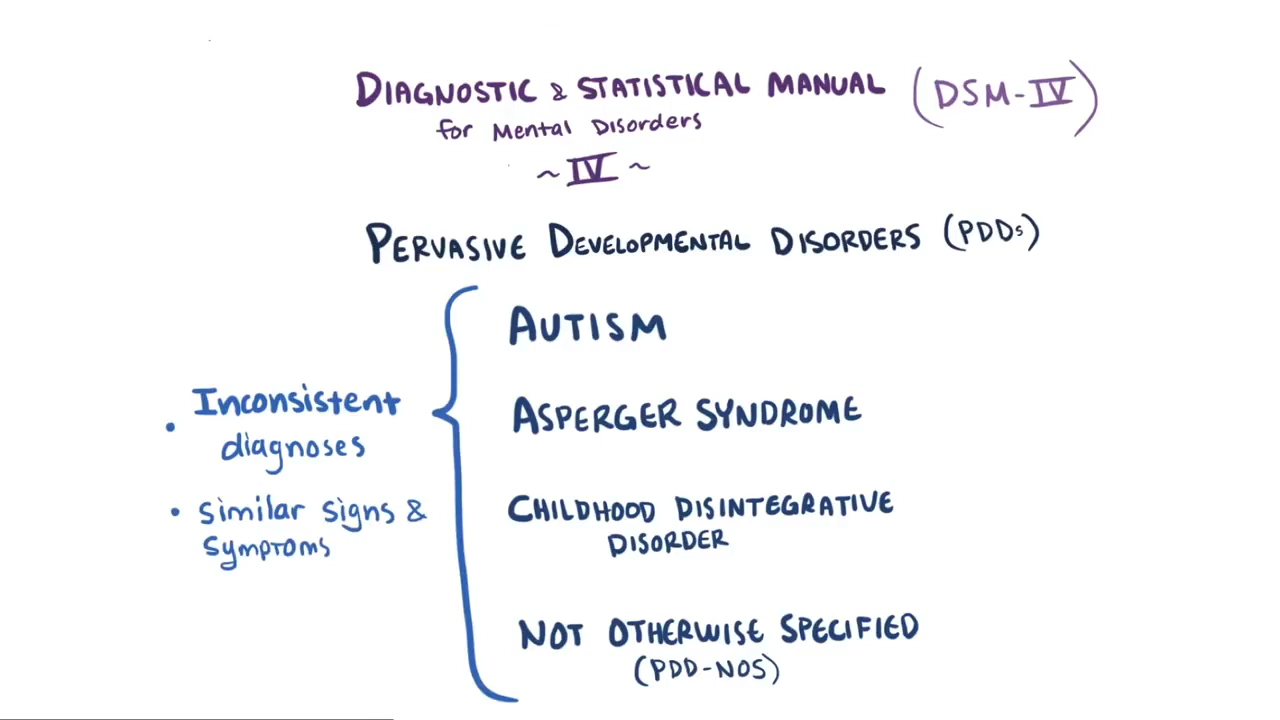 DIAGNOSTIC & STATISTICAL MANUAL (DSM-IV)
for Mental Disorders
~ IV ~
PERVASIVE DEVELOPMENTAL DISORDERS (PDDs)
AUTISM
ASPERGER SYNDROME
CHILDHOOD DISINTEGRATIVE
DISORDER
NOT OTHERWISE SPECIFIED
(PDD-NOS)
• Inconsistent
diagnoses
• similar signs &
symptoms